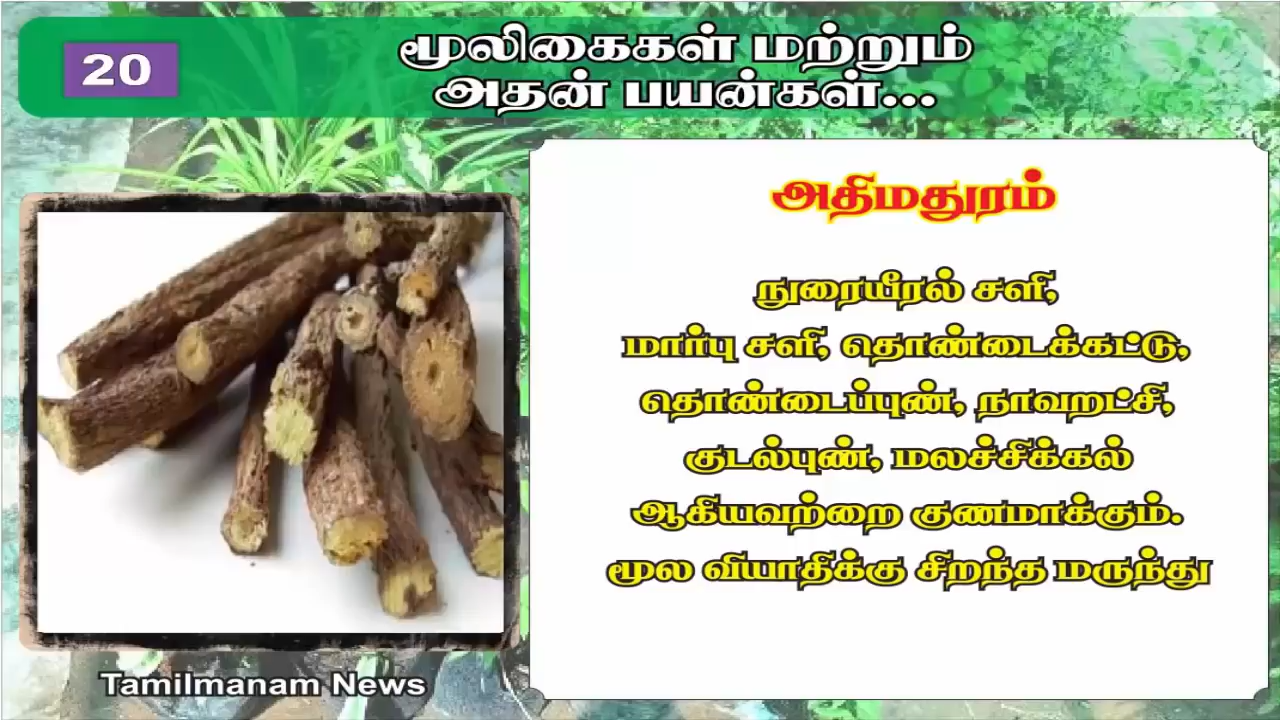 20
மூலிகைகள் மற்றும்
அதன் பயன்கள்...
அதிமதுரம்
நுரையீரல் சளி,
மார்பு சளி, தொண்டைக்கட்டு,
தொண்டைப்புண், நாவறட்சி,
குடல்புண், மலச்சிக்கல்
ஆகியவற்றை குணமாக்கும்.
மூல வியாதிக்கு சிறந்த மருந்து
Tamilmanam News